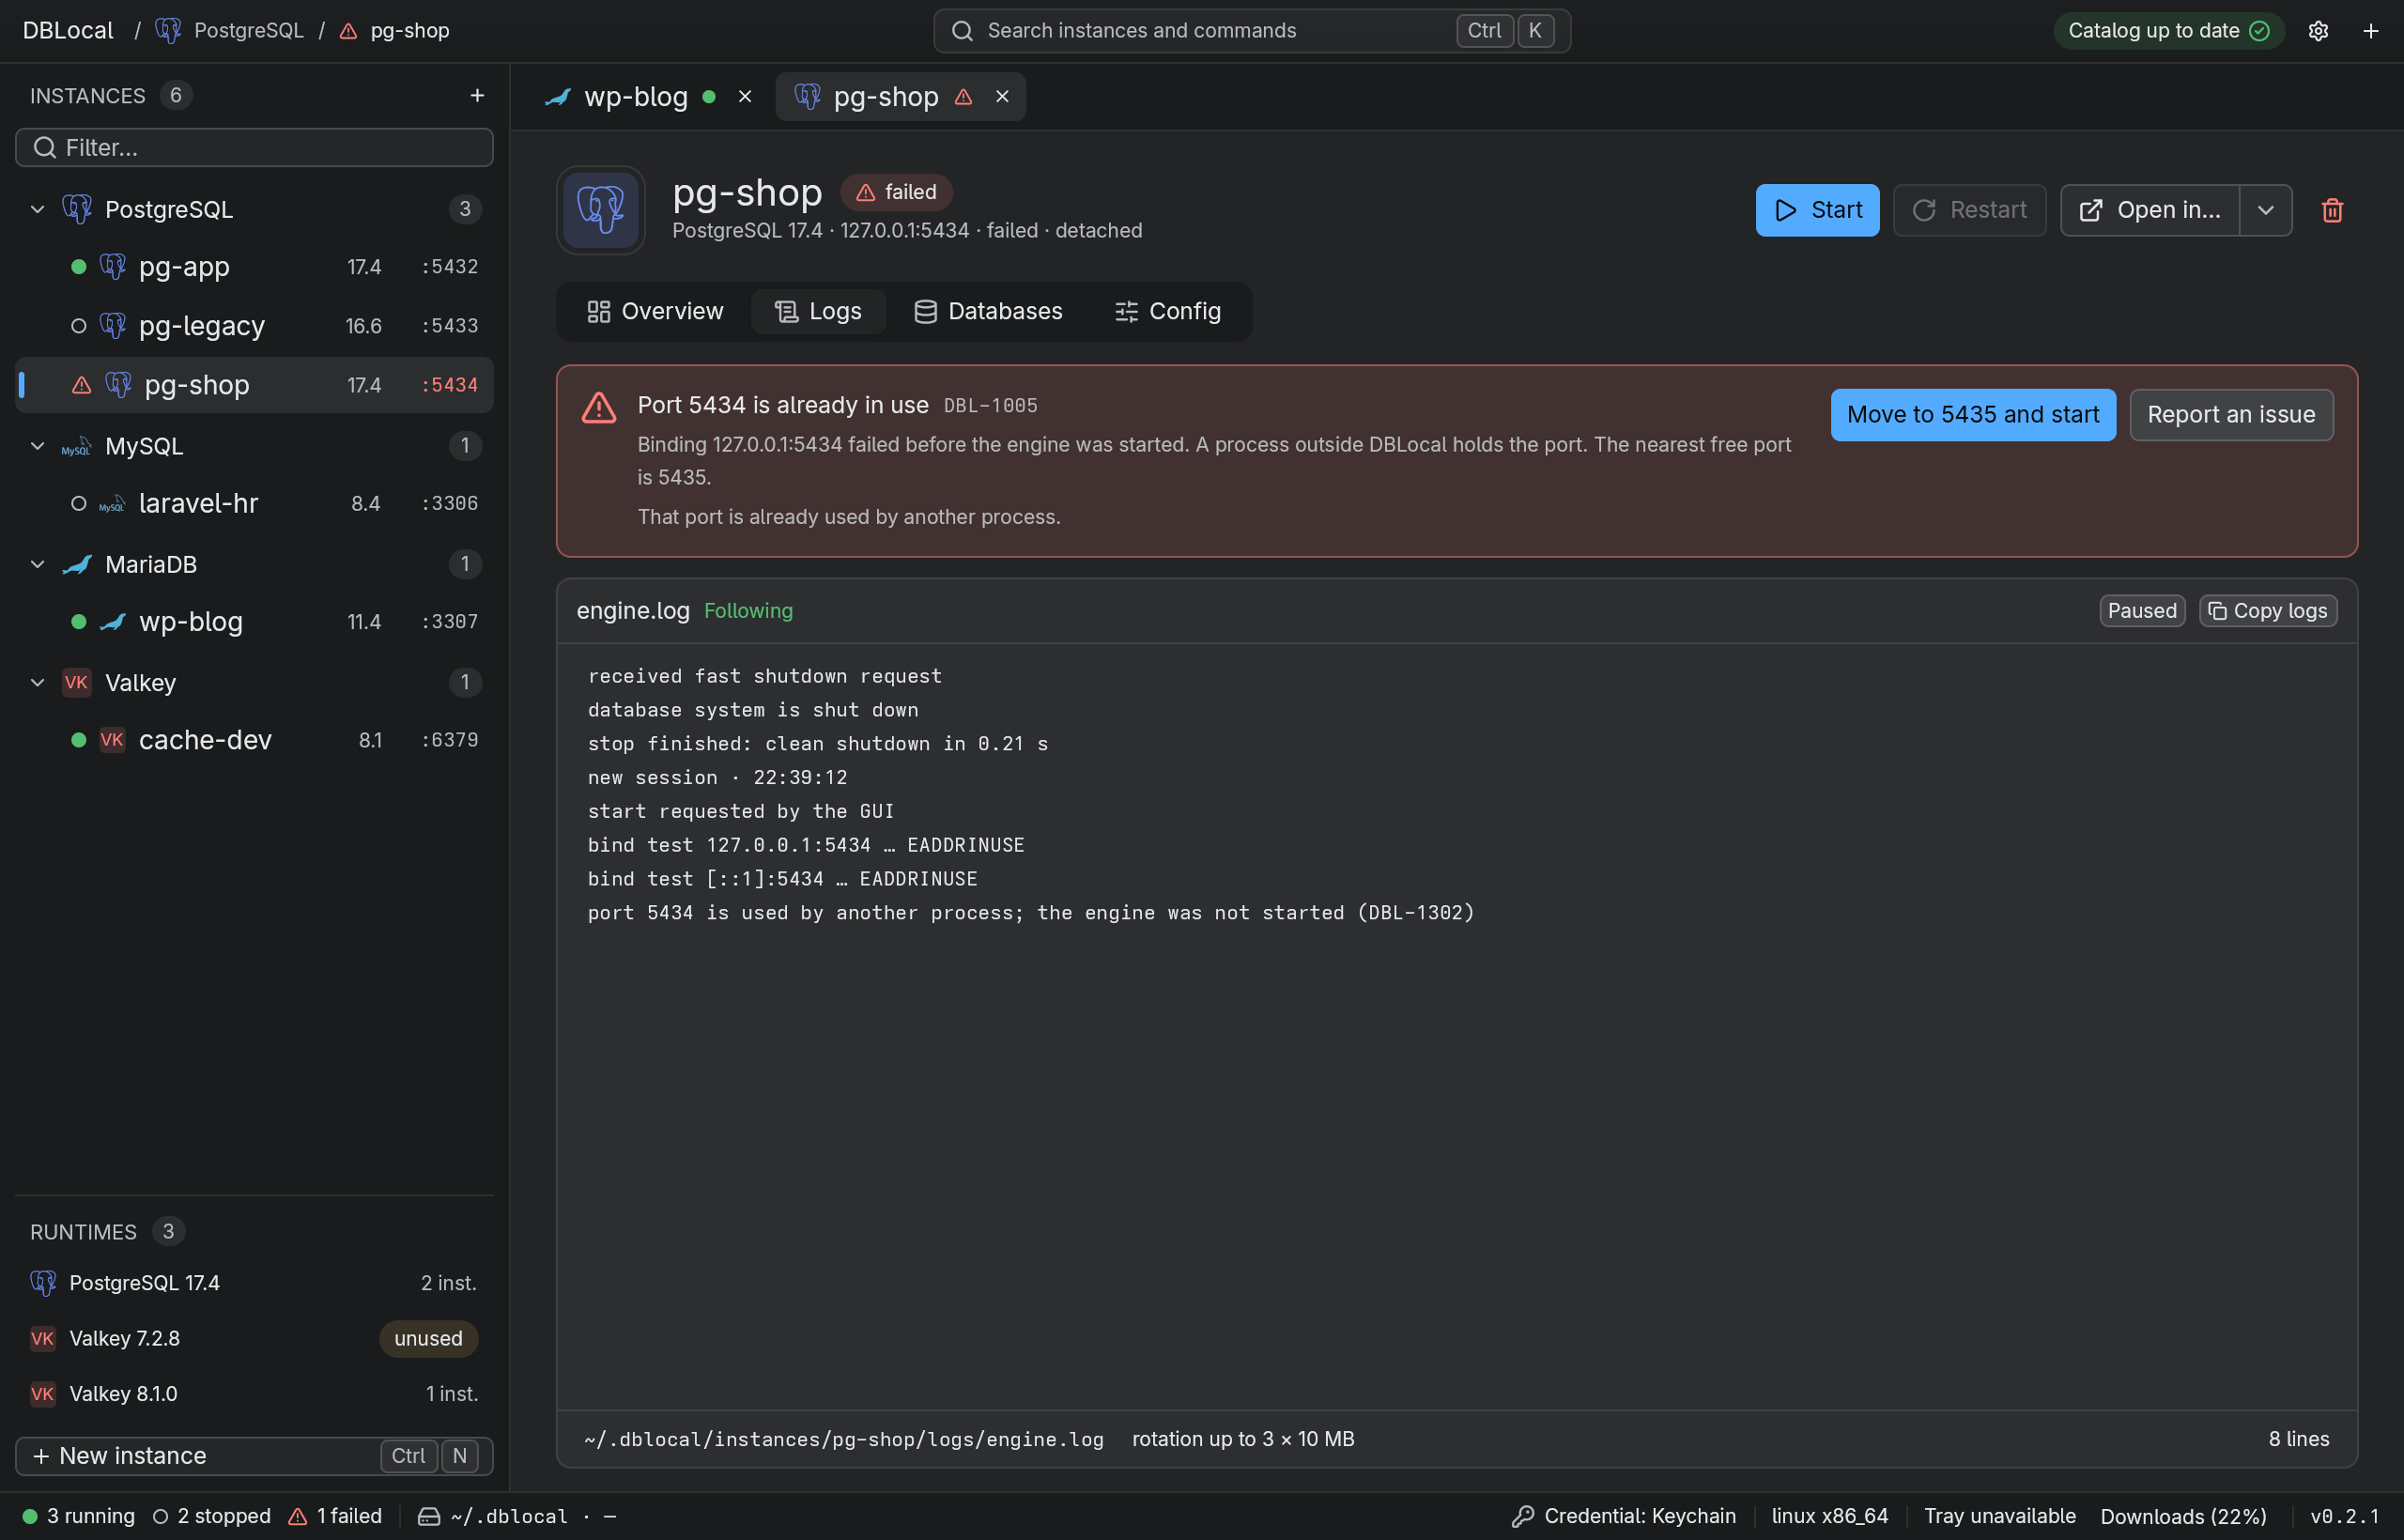 DBLocal / PostgreSQL / pg-shop
Search instances and commands Ctrl K
Catalog up to date
INSTANCES 6
Filter...
PostgreSQL 3
pg-app 17.4 :5432
pg-legacy 16.6 :5433
pg-shop 17.4 :5434
MySQL MySQL 1
MySQL laravel-hr 8.4 :3306
MariaDB 1
wp-blog 11.4 :3307
VK Valkey 1
VK cache-dev 8.1 :6379
RUNTIMES 3
PostgreSQL 17.4 2 inst.
VK Valkey 7.2.8 unused
VK Valkey 8.1.0 1 inst.
New instance Ctrl N
wp-blog pg-shop
pg-shop failed
PostgreSQL 17.4 · 127.0.0.1:5434 · failed · detached
Start Restart Open in...
Overview Logs Databases Config
Port 5434 is already in use DBL-1005
Binding 127.0.0.1:5434 failed before the engine was started. A process outside DBLocal holds the port. The nearest free port
is 5435.
That port is already used by another process.
Move to 5435 and start Report an issue
engine.log Following Paused Copy logs
received fast shutdown request
database system is shut down
stop finished: clean shutdown in 0.21 s
new session · 22:39:12
start requested by the GUI
bind test 127.0.0.1:5434 … EADDRINUSE
bind test [::1]:5434 … EADDRINUSE
port 5434 is used by another process; the engine was not started (DBL-1302)
~/.dblocal/instances/pg-shop/logs/engine.log rotation up to 3 × 10 MB 8 lines
3 running 2 stopped 1 failed ~/.dblocal · — Credential: Keychain linux x86_64 Tray unavailable Downloads (22%) v0.2.1